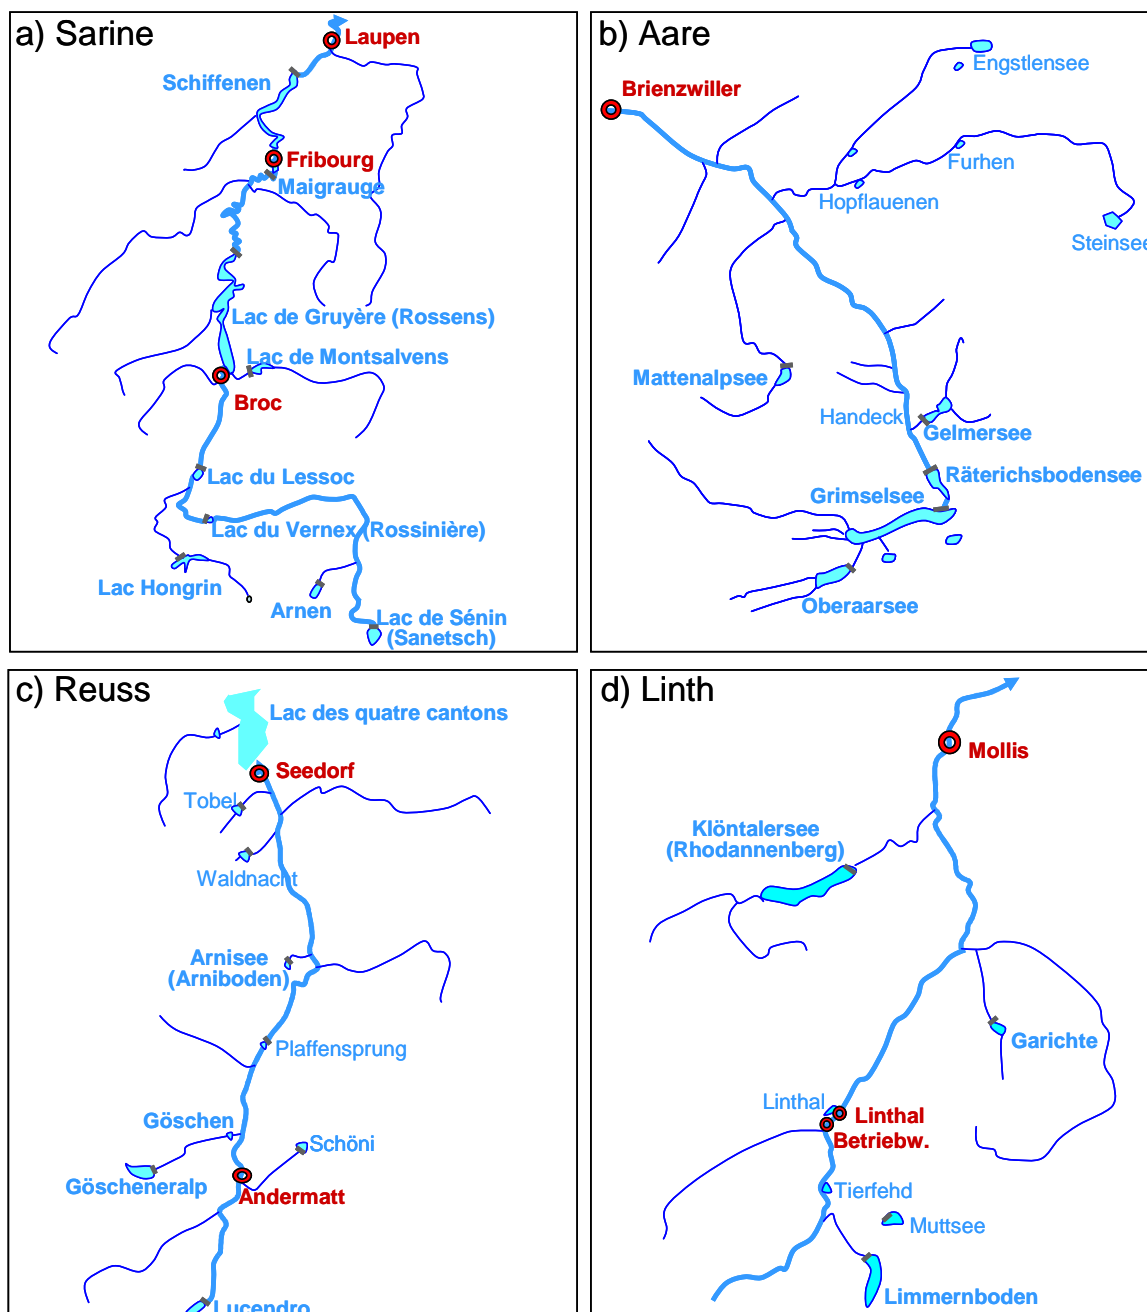 a) Sarine
Laupen
Schiffenen
Fribourg
Maigrauge
Lac de Gruyère (Rossens)
Lac de Montsalvens
Broc
Lac du Lessoc
Lac du Vernex (Rossinière)
Lac Hongrin
Arnen
Lac de Sénin
(Sanetsch)
b) Aare
Engstlensee
Brienzwiller
Furhen
Hopflauenen
Steinsee
Mattenalpsee
Handeck
Gelmersee
Räterichsbodensee
Grimselsee
Oberaarsee
c) Reuss
Lac des quatre cantons
Seedorf
Tobel
Waldnacht
Arnisee
(Arniboden)
Plaffensprung
Göschen
Schöni
Göscheneralp
Andermatt
Lucendro
d) Linth
Mollis
Klöntalersee
(Rhodannenberg)
Garichte
Linthal
Linthal
Betriebw.
Tierfehd
Muttsee
Limmernboden